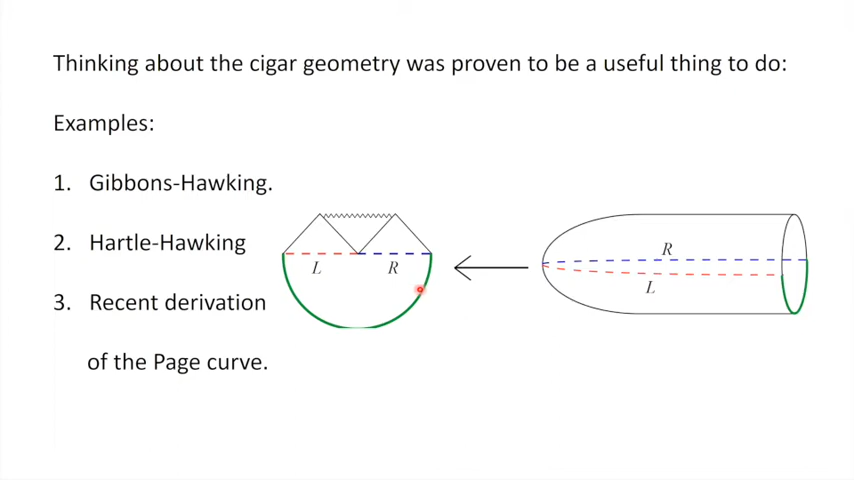 Thinking about the cigar geometry was proven to be a useful thing to do:
Examples:
1. Gibbons-Hawking.
2. Hartle-Hawking
3. Recent derivation
of the Page curve.
L
R
R
L